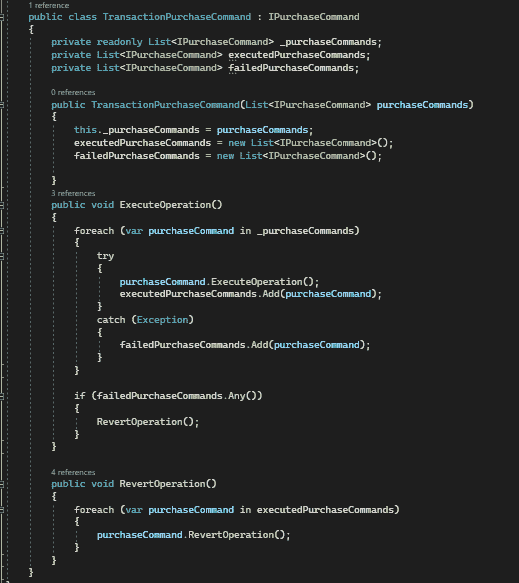 1 reference
public class TransactionPurchaseCommand : IPurchaseCommand
{
private readonly List<IPurchaseCommand> _purchaseCommands;
private List<IPurchaseCommand> executedPurchaseCommands;
private List<IPurchaseCommand> failedPurchaseCommands;
0 references
public TransactionPurchaseCommand(List<IPurchaseCommand> purchaseCommands)
{
this._purchaseCommands = purchaseCommands;
executedPurchaseCommands = new List<IPurchaseCommand>();
failedPurchaseCommands = new List<IPurchaseCommand>();
}
3 references
public void ExecuteOperation()
{
foreach (var purchaseCommand in _purchaseCommands)
{
try
{
purchaseCommand.ExecuteOperation();
executedPurchaseCommands.Add(purchaseCommand);
}
catch (Exception)
{
failedPurchaseCommands.Add(purchaseCommand);
}
}
if (failedPurchaseCommands.Any())
{
RevertOperation();
}
}
4 references
public void RevertOperation()
{
foreach (var purchaseCommand in executedPurchaseCommands)
{
purchaseCommand.RevertOperation();
}
}
}